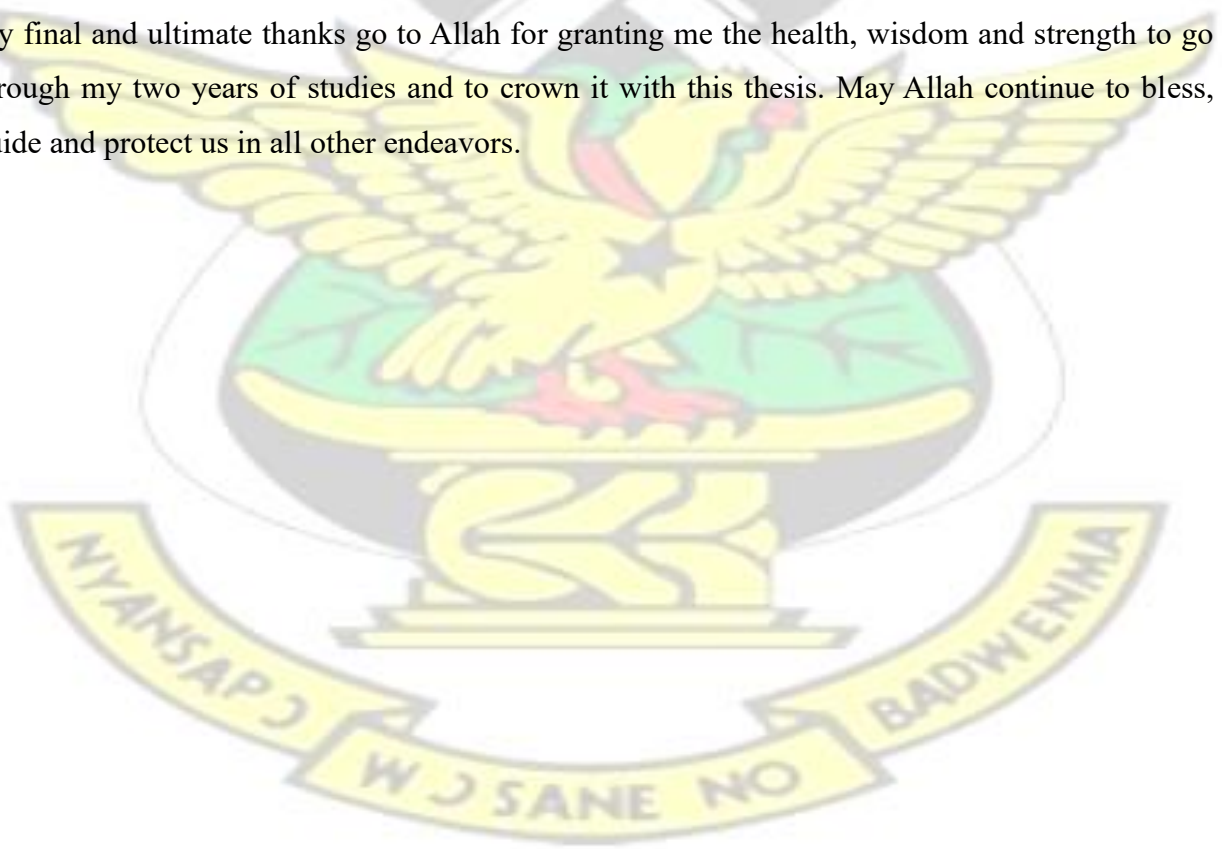 y final and ultimate thanks go to Allah for granting me the health, wisdom and strength to go
rough my two years of studies and to crown it with this thesis. May Allah continue to bless,
uide and protect us in all other endeavors.
NYANSAPƆ
WƆSANE NO
BADWENMA